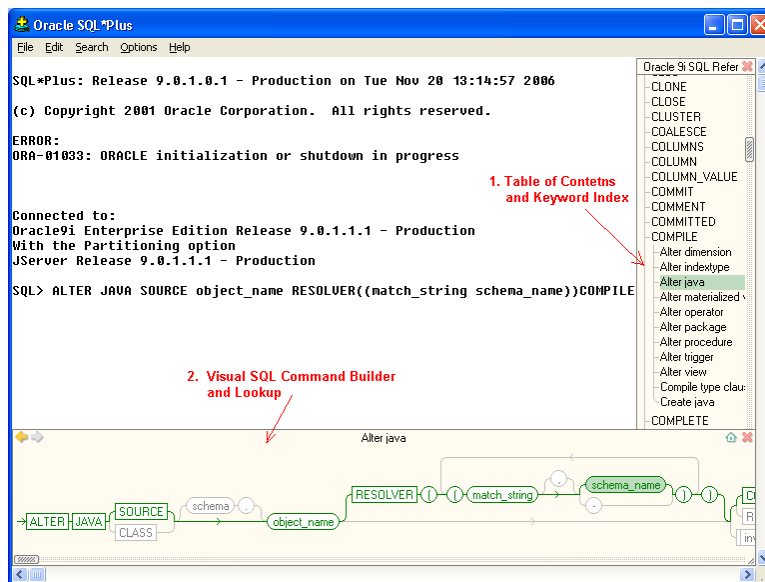 Oracle SQL*Plus
File Edit Search Options Help
SQL*Plus: Release 9.0.1.0.1 - Production on Tue Nov 20 13:14:57 2006
(c) Copyright 2001 Oracle Corporation. All rights reserved.
ERROR:
ORA-01033: ORACLE initialization or shutdown in progress
Connected to:
Oracle9i Enterprise Edition Release 9.0.1.1.1 - Production
With the Partitioning option
JServer Release 9.0.1.1.1 - Production
SQL> ALTER JAVA SOURCE object_name RESOLVER((match_string schema_name))COMPILE
1. Table of Contetns
and Keyword Index
2. Visual SQL Command Builder
and Lookup
Oracle 9i SQL Refer
CLONE
CLOSE
CLUSTER
COALESCE
COLUMNS
COLUMN
COLUMN_VALUE
COMMIT
COMMENT
COMMITTED
COMPILE
Alter dimension
Alter indextype
Alter java
Alter materialized
Alter operator
Alter package
Alter procedure
Alter trigger
Alter view
Compile type clau
Create java
COMPLETE
Alter java
ALTER JAVA SOURCE schema . object_name RESOLVER ( ( match_string , schema_name ) ) CO
CLASS - R
inv